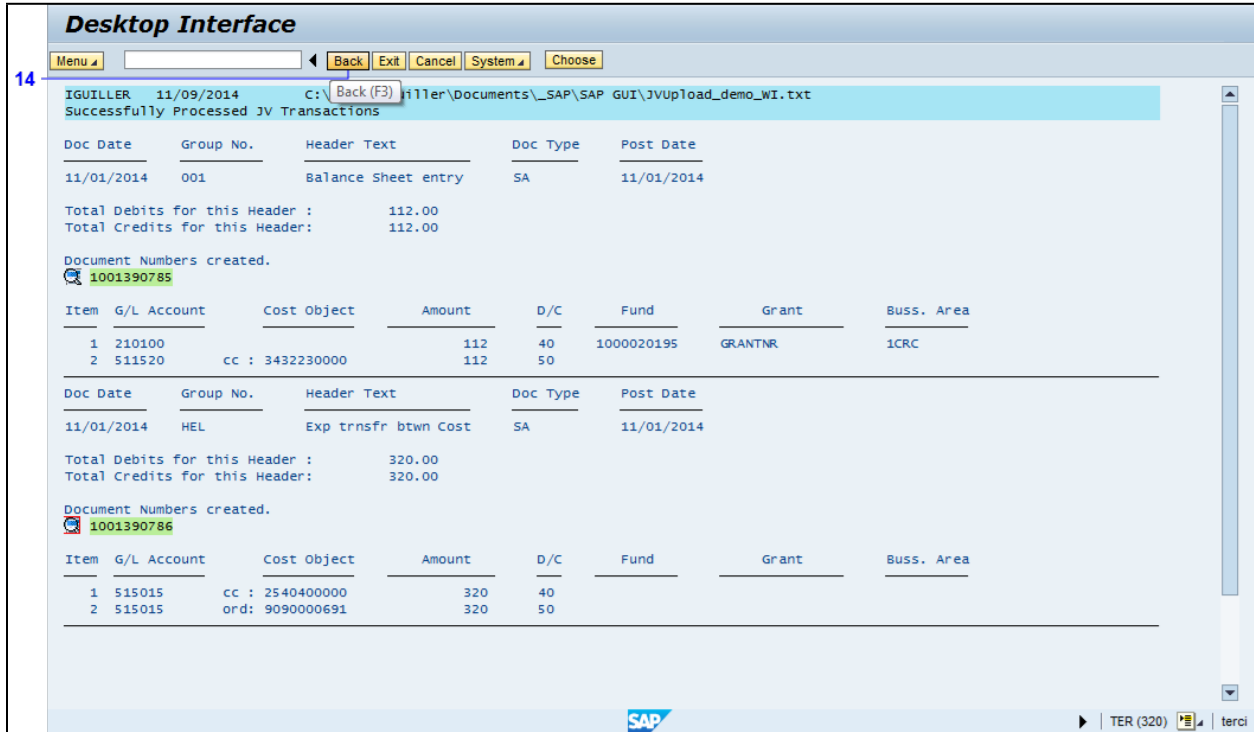 Desktop Interface
Menu Back Exit Cancel System Choose
14
Back (F3)
IGUILLER 11/09/2014 C:\ iller\Documents\_SAP\SAP GUI\JVUpload_demo_WI.txt
Successfully Processed JV Transactions
Doc Date Group No. Header Text Doc Type Post Date
11/01/2014 001 Balance Sheet entry SA 11/01/2014
Total Debits for this Header : 112.00
Total Credits for this Header: 112.00
Document Numbers created.
1001390785
Item G/L Account Cost Object Amount D/C Fund Grant Buss. Area
1 210100 112 40 1000020195 GRANTNR 1CRC
2 511520 cc : 3432230000 112 50
Doc Date Group No. Header Text Doc Type Post Date
11/01/2014 HEL Exp trnsfr btwn Cost SA 11/01/2014
Total Debits for this Header : 320.00
Total Credits for this Header: 320.00
Document Numbers created.
1001390786
Item G/L Account Cost Object Amount D/C Fund Grant Buss. Area
1 515015 cc : 2540400000 320 40
2 515015 ord: 9090000691 320 50
SAP TER (320) terci